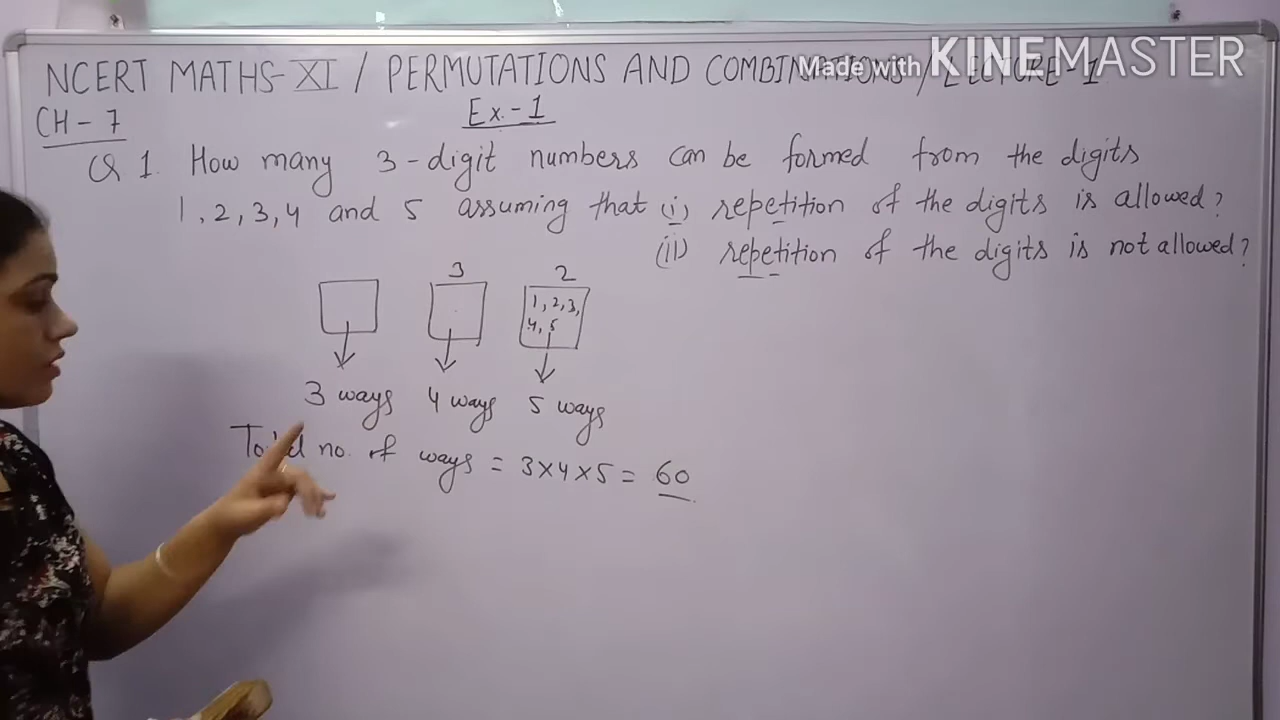 NCERT MATHS-XI / PERMUTATIONS AND COMBINATIONS / LECTURE-1
Made with KINEMASTER
CH-7
Ex.-1
Q 1. How many 3-digit numbers can be formed from the digits
1, 2, 3, 4 and 5 assuming that (i) repetition of the digits is allowed?
(ii) repetition of the digits is not allowed?
3 2
1, 2, 3,
4, 5
3 ways 4 ways 5 ways
Total no. of ways = 3×4×5 = 60